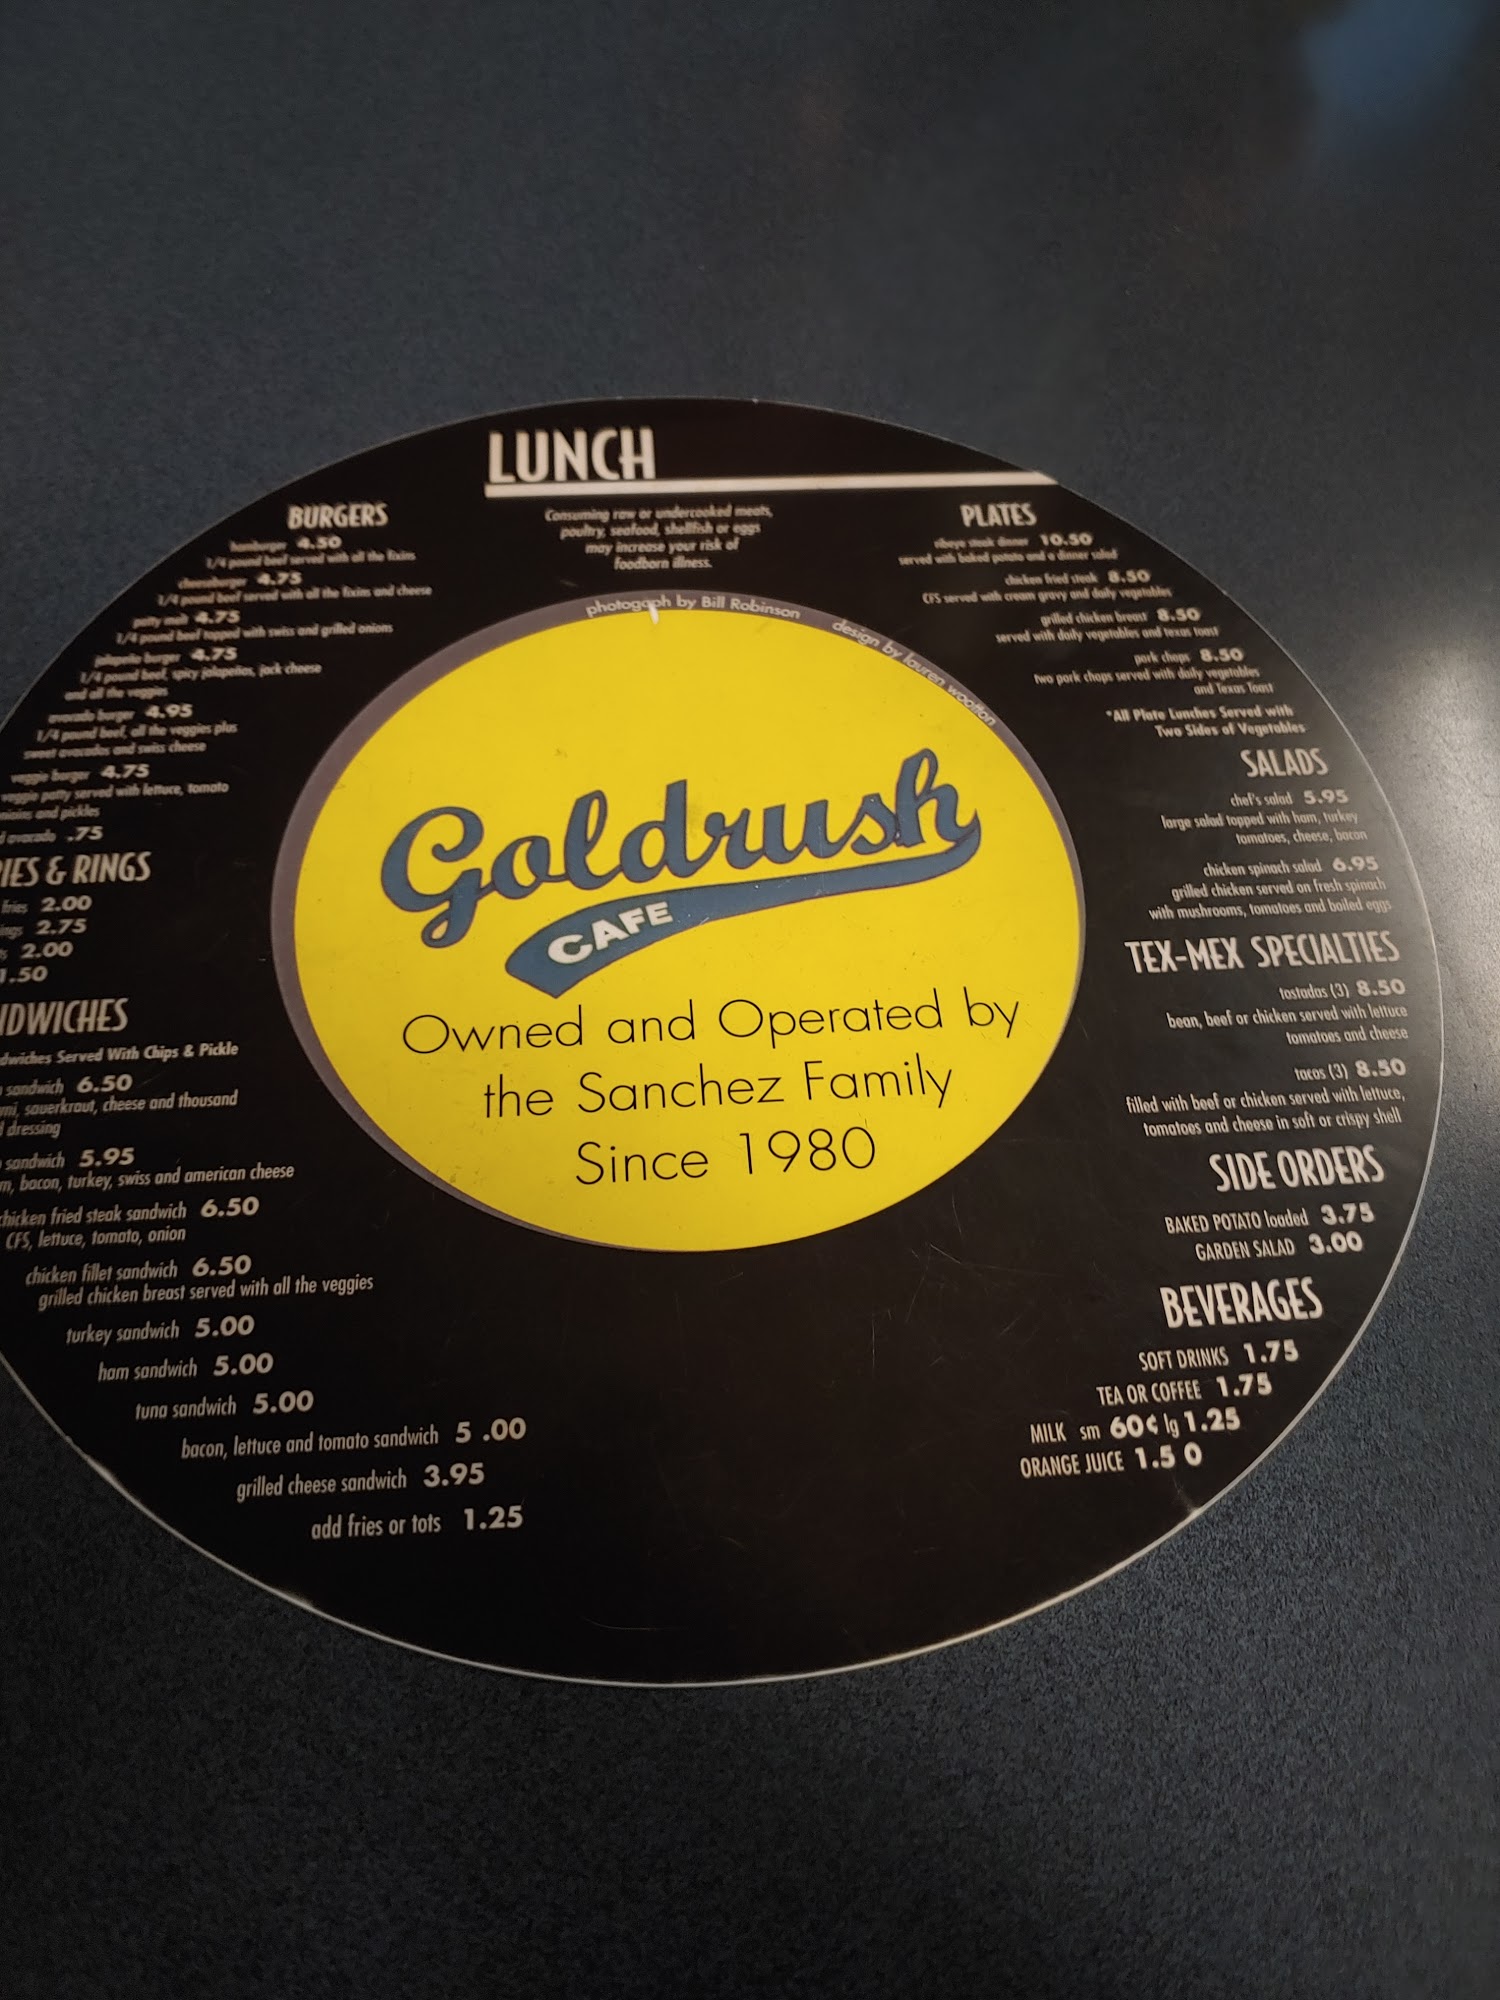 LUNCH
Consuming raw or undercooked meats,
poultry, seafood, shellfish or eggs
may increase your risk of
foodborn illness.
BURGERS
hamburger 4.50
1/4 pound beef served with all the fixins
cheeseburger 4.75
1/4 pound beef served with all the fixins and cheese
patty melt 4.75
1/4 pound beef topped with swiss and grilled onions
jalapeño burger 4.75
1/4 pound beef, spicy jalapeños, jack cheese
and all the veggies
avocado burger 4.95
1/4 pound beef, all the veggies plus
sweet avocados and swiss cheese
veggie burger 4.75
veggie patty served with lettuce, tomato
and pickles
avocado .75
& RINGS
fries 2.00
2.75
2.00
1.50
Served With Chips & Pickle
sandwich 6.50
sauerkraut, cheese and thousand
dressing
sandwich 5.95
bacon, turkey, swiss and american cheese
chicken fried steak sandwich 6.50
CFS, lettuce, tomato, onion
chicken fillet sandwich 6.50
grilled chicken breast served with all the veggies
turkey sandwich 5.00
ham sandwich 5.00
tuna sandwich 5.00
bacon, lettuce and tomato sandwich 5 .00
grilled cheese sandwich 3.95
add fries or tots 1.25
photograph by Bill Robinson
design by lauren wootton
Goldrush
CAFE
Owned and Operated by
the Sanchez Family
Since 1980
PLATES
ribeye steak dinner 10.50
served with baked potato and a dinner salad
chicken fried steak 8.50
CFS served with cream gravy and daily vegetables
grilled chicken breast 8.50
served with daily vegetables and texas toast
pork chops 8.50
two pork chops served with daily vegetables
and Texas Toast
*All Plate Lunches Served with
Two Sides of Vegetables
SALADS
chef's salad 5.95
large salad topped with ham, turkey
tomatoes, cheese, bacon
chicken spinach salad 6.95
grilled chicken served on fresh spinach
with mushrooms, tomatoes and boiled eggs
TEX-MEX SPECIALTIES
tostadas (3) 8.50
bean, beef or chicken served with lettuce
tomatoes and cheese
tacos (3) 8.50
filled with beef or chicken served with lettuce,
tomatoes and cheese in soft or crispy shell
SIDE ORDERS
BAKED POTATO loaded 3.75
GARDEN SALAD 3.00
BEVERAGES
SOFT DRINKS 1.75
TEA OR COFFEE 1.75
MILK sm 60¢ lg 1.25
ORANGE JUICE 1.5 0